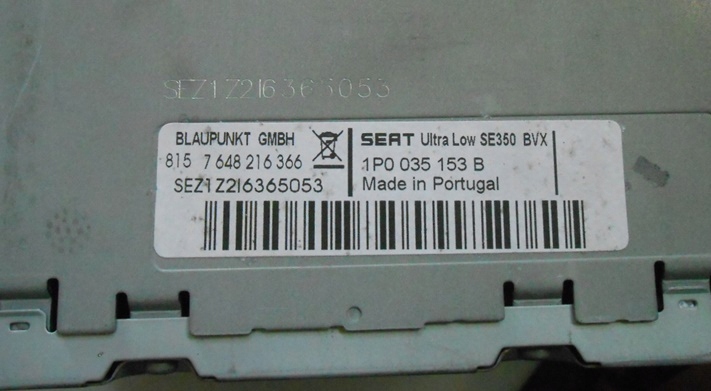 SEZ1Z2I6365053
BLAUPUNKT GMBH
815 7 648 216 366
SEZ1Z2I6365053
SEAT Ultra Low SE350 BVX
1P0 035 153 B
Made in Portugal